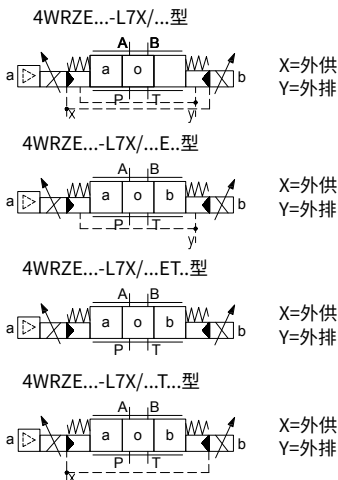 4WRZE...-L7X/...型
A B
a a o b
P T
x y
X=外供
Y=外排
4WRZE...-L7X/...E..型
A B
a a o b b
P T
y
X=外供
Y=外排
4WRZE...-L7X/...ET..型
A B
a a o b b
P T
X=外供
Y=外排
4WRZE...-L7X/...T...型
A B
a a o b b
P T
x
X=外供
Y=外排